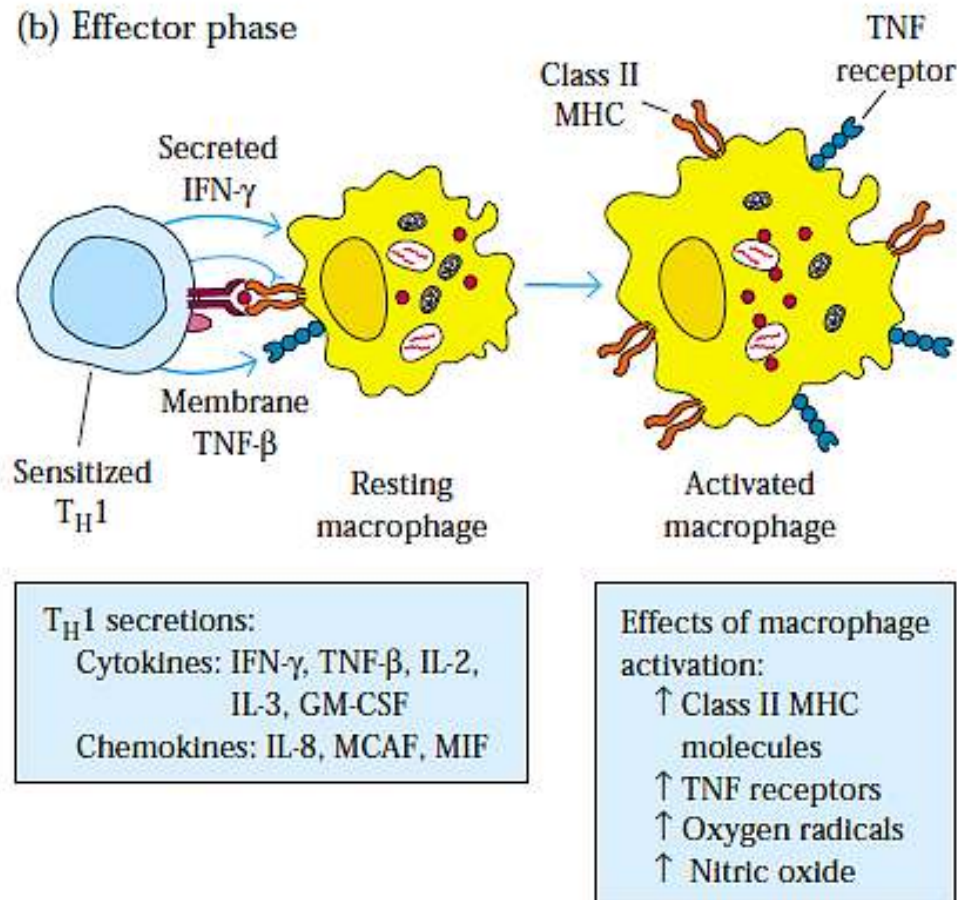 (b) Effector phase
TNF
receptor
Class II
MHC
Secreted
IFN-γ
Membrane
TNF-β
Sensitized
T_H1
Resting
macrophage
Activated
macrophage
T_H1 secretions:
Cytokines: IFN-γ, TNF-β, IL-2,
IL-3, GM-CSF
Chemokines: IL-8, MCAF, MIF
Effects of macrophage
activation:
↑ Class II MHC
molecules
↑ TNF receptors
↑ Oxygen radicals
↑ Nitric oxide